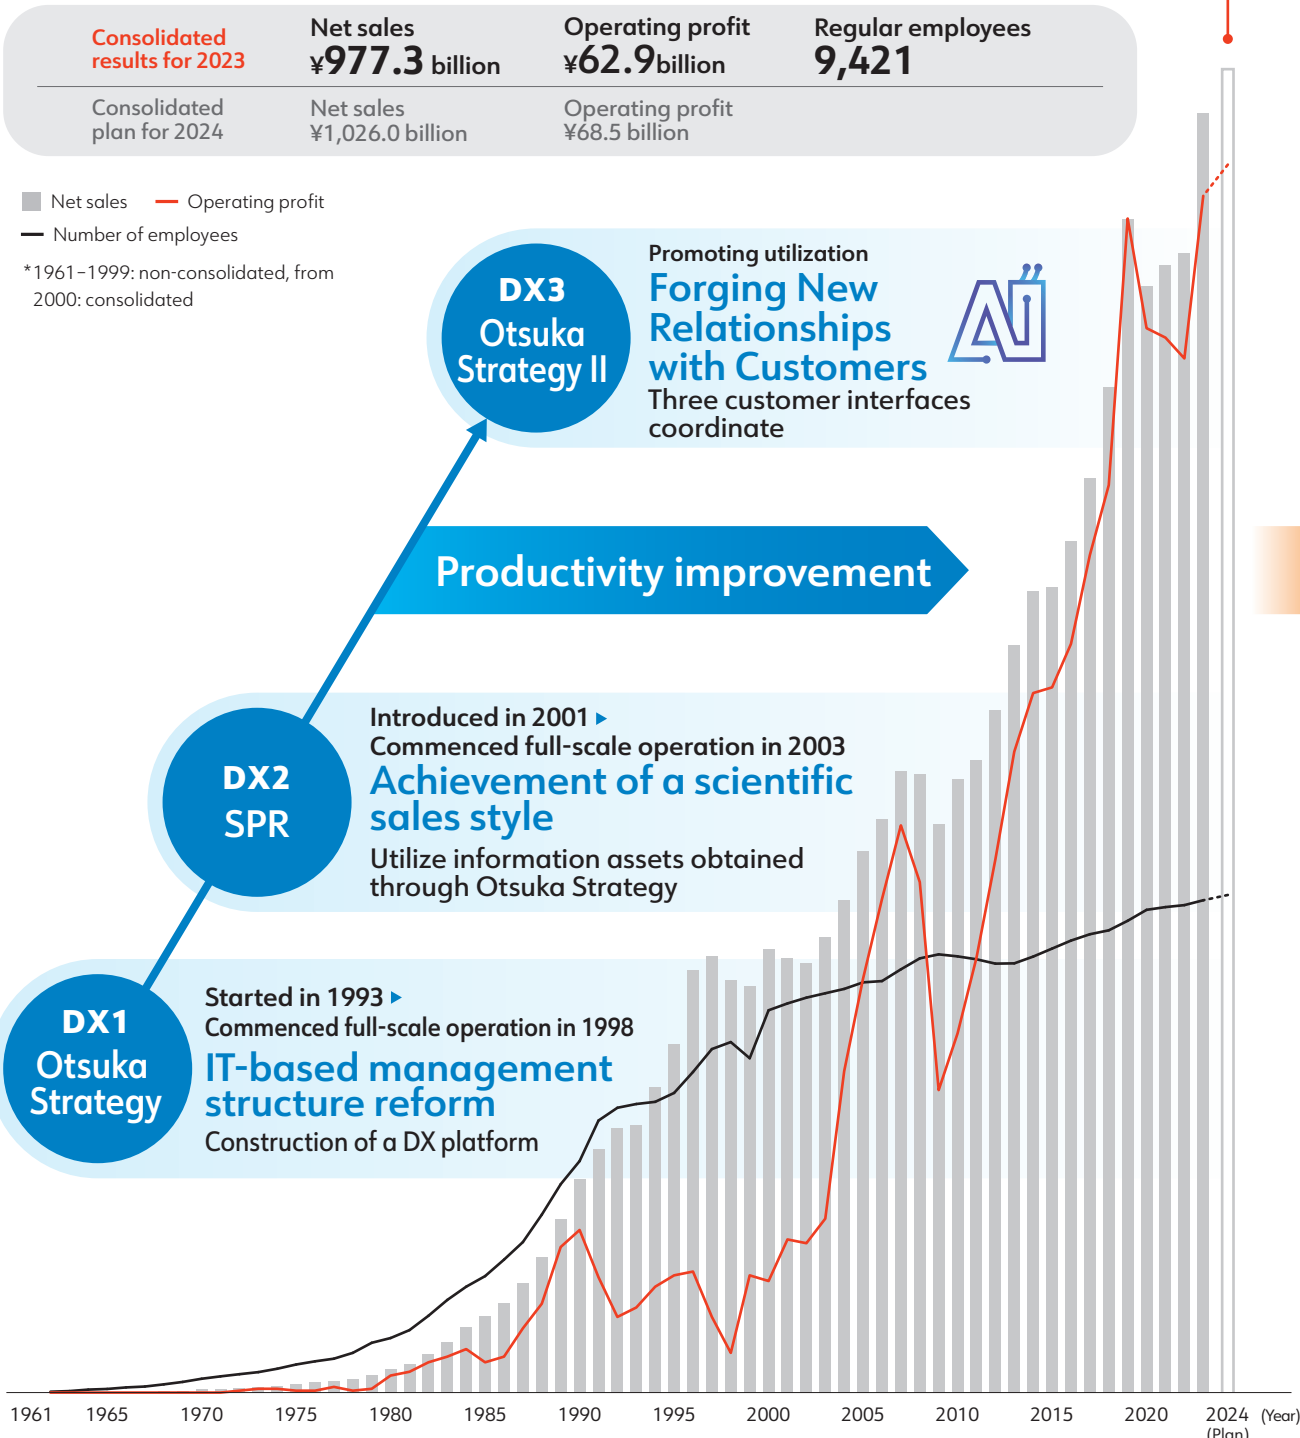 Consolidated
results for 2023
Net sales
¥977.3 billion
Operating profit
¥62.9billion
Regular employees
9,421
Consolidated
plan for 2024
Net sales
¥1,026.0 billion
Operating profit
¥68.5 billion
Net sales
Operating profit
Number of employees
*1961–1999: non-consolidated, from
2000: consolidated
DX3
Otsuka
Strategy II
Promoting utilization
Forging New
Relationships
with Customers
Three customer interfaces
coordinate
AI
Productivity improvement
DX2
SPR
Introduced in 2001 ▶
Commenced full-scale operation in 2003
Achievement of a scientific
sales style
Utilize information assets obtained
through Otsuka Strategy
DX1
Otsuka
Strategy
Started in 1993 ▶
Commenced full-scale operation in 1998
IT-based management
structure reform
Construction of a DX platform
1961 1965 1970 1975 1980 1985 1990 1995 2000 2005 2010 2015 2020 2024 (Year)
(Plan)